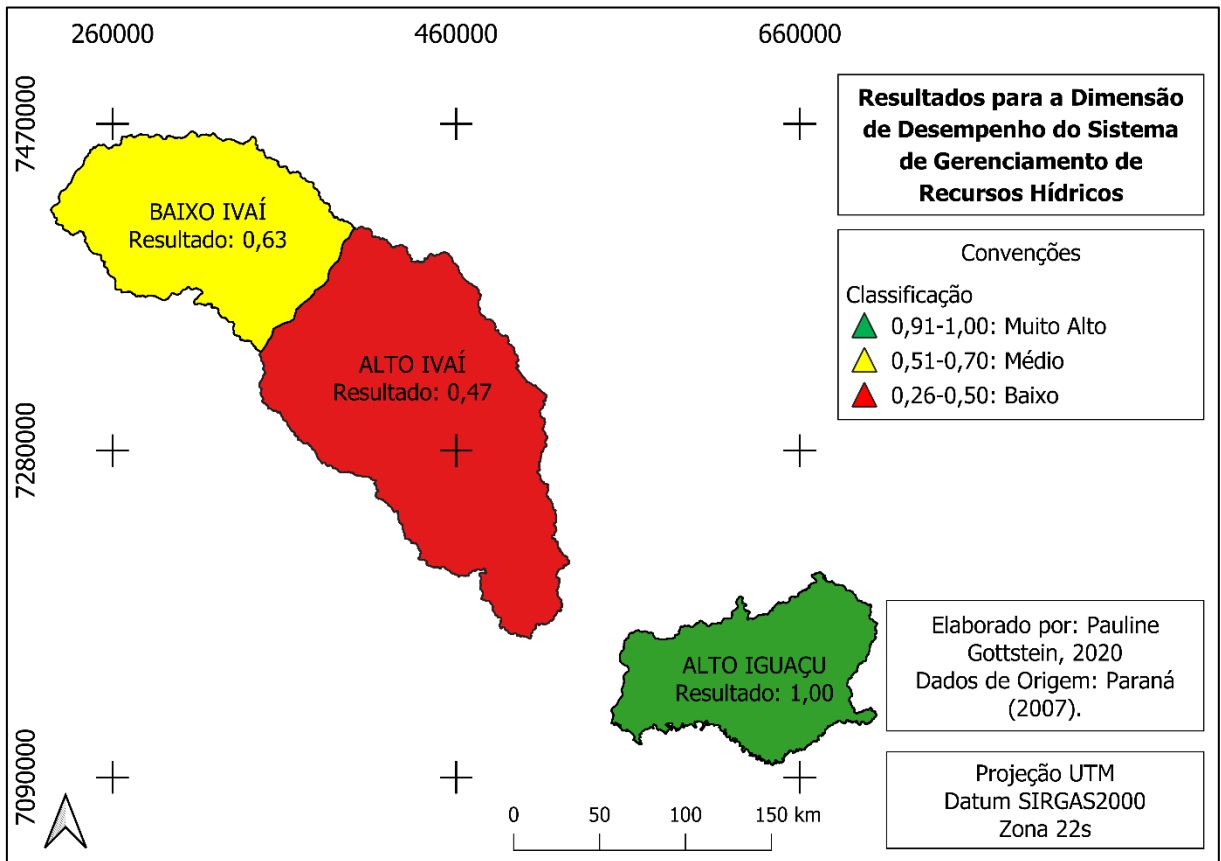 260000
460000
660000
7470000
7280000
7090000
BAIXO IVAÍ
Resultado: 0,63
ALTO IVAÍ
Resultado: 0,47
ALTO IGUAÇU
Resultado: 1,00
Resultados para a Dimensão
de Desempenho do Sistema
de Gerenciamento de
Recursos Hídricos
Convenções
Classificação
0,91-1,00: Muito Alto
0,51-0,70: Médio
0,26-0,50: Baixo
Elaborado por: Pauline
Gottstein, 2020
Dados de Origem: Paraná
(2007).
Projeção UTM
Datum SIRGAS2000
Zona 22s
0 50 100 150 km